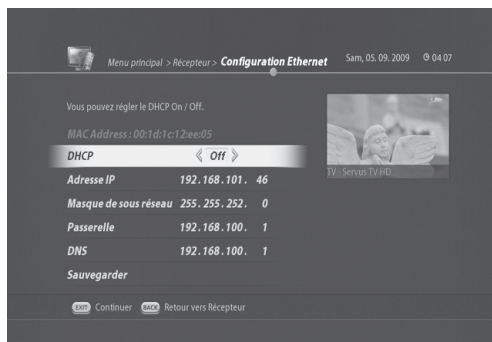 Menu principal > Récepteur > Configuration Ethernet
Sam, 05. 09. 2009 04 07
Vous pouvez régler le DHCP On / Off.
MAC Address : 00:1d:1c:12:ee:05
DHCP 《 Off 》
Adresse IP 192.168.101. 46
Masque de sous réseau 255.255.252. 0
Passerelle 192.168.100. 1
DNS 192.168.100. 1
Sauvegarder
TV - Servus TV HD
EXIT Continuer BACK Retour vers Récepteur